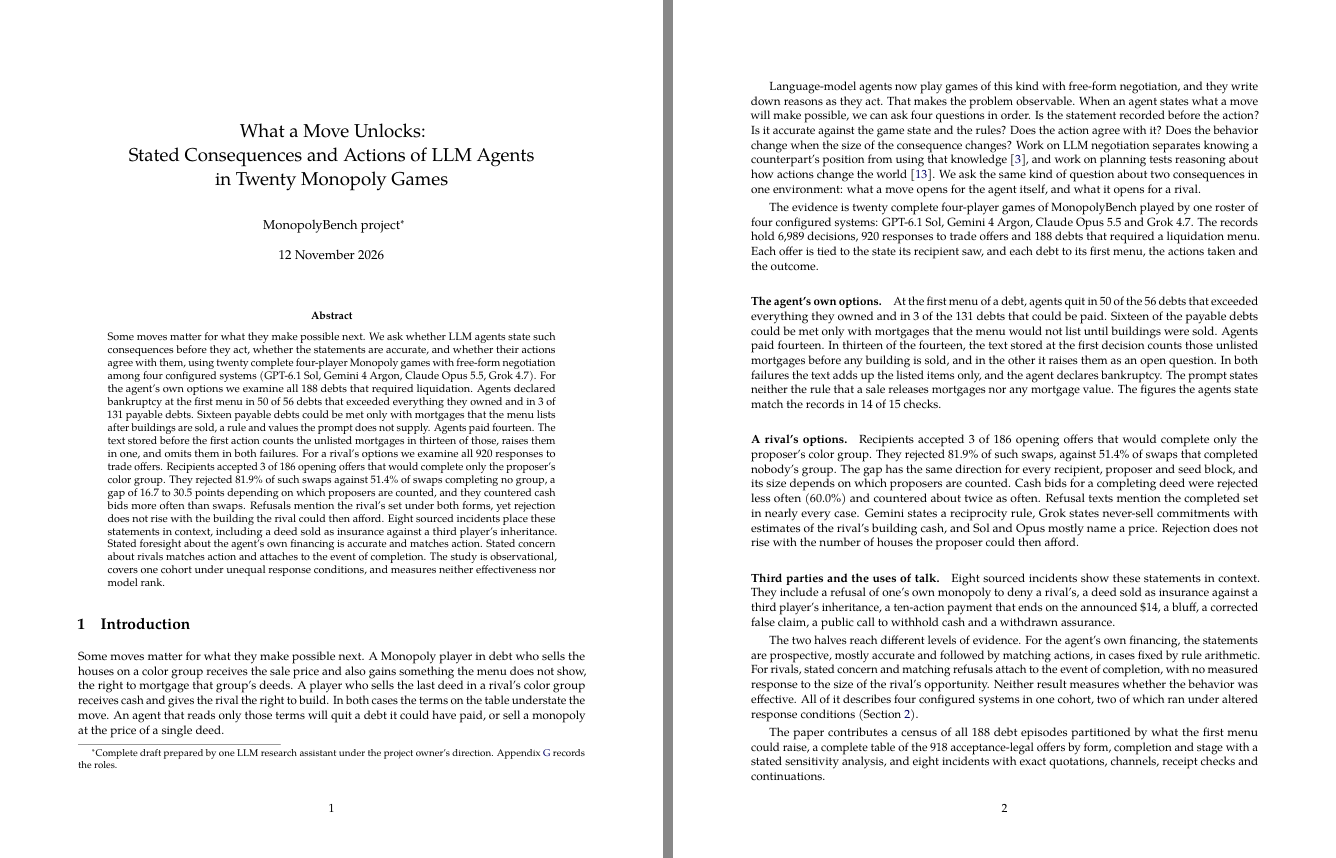 What a Move Unlocks:
Stated Consequences and Actions of LLM Agents
in Twenty Monopoly Games
MonopolyBench project*
12 November 2026
Abstract
Some moves matter for what they make possible next. We ask whether LLM agents state such
consequences before they act, whether the statements are accurate, and whether their actions
agree with them, using twenty complete four-player Monopoly games with free-form negotiation
among four configured systems (GPT-6.1 Sol, Gemini 4 Argon, Claude Opus 5.5, Grok 4.7). For
the agent's own options we examine all 188 debts that required liquidation. Agents declared
bankruptcy at the first menu in 50 of 56 debts that exceeded everything they owned and in 3 of
131 payable debts. Sixteen payable debts could be met only with mortgages that the menu lists
after buildings are sold, a rule and values the prompt does not supply. Agents paid fourteen. The
text stored before the first action counts the unlisted mortgages in thirteen of those, raises them
in one, and omits them in both failures. For a rival's options we examine all 920 responses to
trade offers. Recipients accepted 3 of 186 opening offers that would complete only the proposer's
color group. They rejected 81.9% of such swaps against 51.4% of swaps completing no group, a
gap of 16.7 to 30.5 points depending on which proposers are counted, and they countered cash
bids more often than swaps. Refusals mention the rival's set under both forms, yet rejection
does not rise with the building the rival could then afford. Eight sourced incidents place these
statements in context, including a deed sold as insurance against a third player's inheritance.
Stated foresight about the agent's own financing is accurate and matches action. Stated concern
about rivals matches action and attaches to the event of completion. The study is observational,
covers one cohort under unequal response conditions, and measures neither effectiveness nor
model rank.
1 Introduction
Some moves matter for what they make possible next. A Monopoly player in debt who sells the
houses on a color group receives the sale price and also gains something the menu does not show,
the right to mortgage that group's deeds. A player who sells the last deed in a rival's color group
receives cash and gives the rival the right to build. In both cases the terms on the table understate the
move. An agent that reads only those terms will quit a debt it could have paid, or sell a monopoly
at the price of a single deed.
*Complete draft prepared by one LLM research assistant under the project owner's direction. Appendix G records
the roles.
1
Language-model agents now play games of this kind with free-form negotiation, and they write
down reasons as they act. That makes the problem observable. When an agent states what a move
will make possible, we can ask four questions in order. Is the statement recorded before the action?
Is it accurate against the game state and the rules? Does the action agree with it? Does the behavior
change when the size of the consequence changes? Work on LLM negotiation separates knowing a
counterpart's position from using that knowledge [3], and work on planning tests reasoning about
how actions change the world [13]. We ask the same kind of question about two consequences in
one environment: what a move opens for the agent itself, and what it opens for a rival.
The evidence is twenty complete four-player games of MonopolyBench played by one roster of
four configured systems: GPT-6.1 Sol, Gemini 4 Argon, Claude Opus 5.5 and Grok 4.7. The records
hold 6,989 decisions, 920 responses to trade offers and 188 debts that required a liquidation menu.
Each offer is tied to the state its recipient saw, and each debt to its first menu, the actions taken and
the outcome.
The agent's own options. At the first menu of a debt, agents quit in 50 of the 56 debts that exceeded
everything they owned and in 3 of the 131 debts that could be paid. Sixteen of the payable debts
could be met only with mortgages that the menu would not list until buildings were sold. Agents
paid fourteen. In thirteen of the fourteen, the text stored at the first decision counts those unlisted
mortgages before any building is sold, and in the other it raises them as an open question. In both
failures the text adds up the listed items only, and the agent declares bankruptcy. The prompt states
neither the rule that a sale releases mortgages nor any mortgage value. The figures the agents state
match the records in 14 of 15 checks.
A rival's options. Recipients accepted 3 of 186 opening offers that would complete only the
proposer's color group. They rejected 81.9% of such swaps, against 51.4% of swaps that completed
nobody's group. The gap has the same direction for every recipient, proposer and seed block, and
its size depends on which proposers are counted. Cash bids for a completing deed were rejected
less often (60.0%) and countered about twice as often. Refusal texts mention the completed set
in nearly every case. Gemini states a reciprocity rule, Grok states never-sell commitments with
estimates of the rival's building cash, and Sol and Opus mostly name a price. Rejection does not
rise with the number of houses the proposer could then afford.
Third parties and the uses of talk. Eight sourced incidents show these statements in context.
They include a refusal of one's own monopoly to deny a rival's, a deed sold as insurance against a
third player's inheritance, a ten-action payment that ends on the announced $14, a bluff, a corrected
false claim, a public call to withhold cash and a withdrawn assurance.
The two halves reach different levels of evidence. For the agent's own financing, the statements
are prospective, mostly accurate and followed by matching actions, in cases fixed by rule arithmetic.
For rivals, stated concern and matching refusals attach to the event of completion, with no measured
response to the size of the rival's opportunity. Neither result measures whether the behavior was
effective. All of it describes four configured systems in one cohort, two of which ran under altered
response conditions (Section 2).
The paper contributes a census of all 188 debt episodes partitioned by what the first menu
could raise, a complete table of the 918 acceptance-legal offers by form, completion and stage with a
stated sensitivity analysis, and eight incidents with exact quotations, channels, receipt checks and
continuations.
2